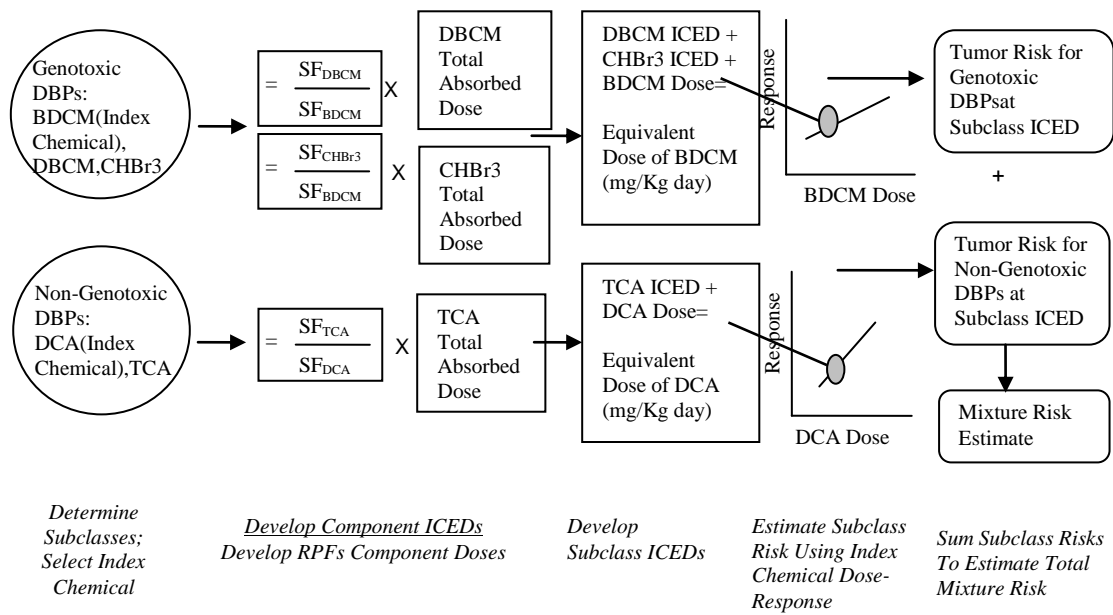 Genotoxic
DBPs:
BDCM(Index
Chemical),
DBCM,CHBr3
= SF_DBCM
SF_BDCM
X
DBCM
Total
Absorbed
Dose
= SF_CHBr3
SF_BDCM
X
CHBr3
Total
Absorbed
Dose
DBCM ICED +
CHBr3 ICED +
BDCM Dose=
Equivalent
Dose of BDCM
(mg/Kg day)
Response
BDCM Dose
Tumor Risk for
Genotoxic
DBPsat
Subclass ICED
+
Non-Genotoxic
DBPs:
DCA(Index
Chemical),TCA
= SF_TCA
SF_DCA
X
TCA
Total
Absorbed
Dose
TCA ICED +
DCA Dose=
Equivalent
Dose of DCA
(mg/Kg day)
Response
DCA Dose
Tumor Risk for
Non-Genotoxic
DBPs at
Subclass ICED
Mixture Risk
Estimate
Determine
Subclasses;
Select Index
Chemical
Develop Component ICEDs
Develop RPFs Component Doses
Develop
Subclass ICEDs
Estimate Subclass
Risk Using Index
Chemical Dose-
Response
Sum Subclass Risks
To Estimate Total
Mixture Risk